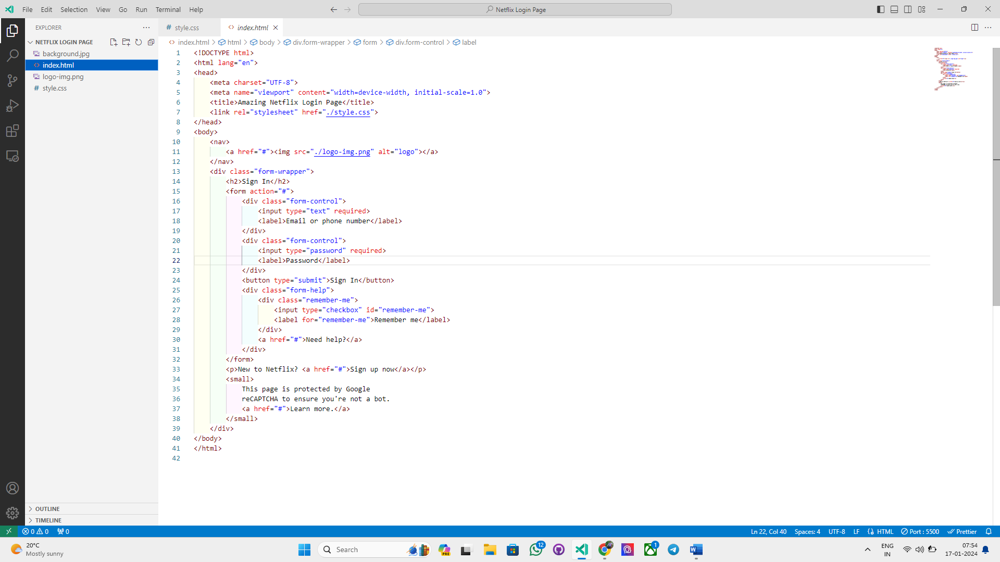 File Edit Selection View Go Run Terminal Help
Netflix Login Page
EXPLORER
NETFLIX LOGIN PAGE
background.jpg
index.html
logo-img.png
style.css
OUTLINE
TIMELINE
# style.css
<> index.html
<> index.html > html > body > div.form-wrapper > form > div.form-control > label
1 <!DOCTYPE html>
2 <html lang="en">
3 <head>
4 <meta charset="UTF-8">
5 <meta name="viewport" content="width=device-width, initial-scale=1.0">
6 <title>Amazing Netflix Login Page</title>
7 <link rel="stylesheet" href="./style.css">
8 </head>
9 <body>
10 <nav>
11 <a href="#"><img src="./logo-img.png" alt="logo"></a>
12 </nav>
13 <div class="form-wrapper">
14 <h2>Sign In</h2>
15 <form action="#">
16 <div class="form-control">
17 <input type="text" required>
18 <label>Email or phone number</label>
19 </div>
20 <div class="form-control">
21 <input type="password" required>
22 <label>Password</label>
23 </div>
24 <button type="submit">Sign In</button>
25 <div class="form-help">
26 <div class="remember-me">
27 <input type="checkbox" id="remember-me">
28 <label for="remember-me">Remember me</label>
29 </div>
30 <a href="#">Need help?</a>
31 </div>
32 </form>
33 <p>New to Netflix? <a href="#">Sign up now</a></p>
34 <small>
35 This page is protected by Google
36 reCAPTCHA to ensure you're not a bot.
37 <a href="#">Learn more.</a>
38 </small>
39 </div>
40 </body>
41 </html>
42
0 0 0
Ln 22, Col 40 Spaces: 4 UTF-8 LF HTML Port : 5500 Prettier
20°C
Mostly sunny
Search
PRE
12
1
ENG
IN
07:54
17-01-2024